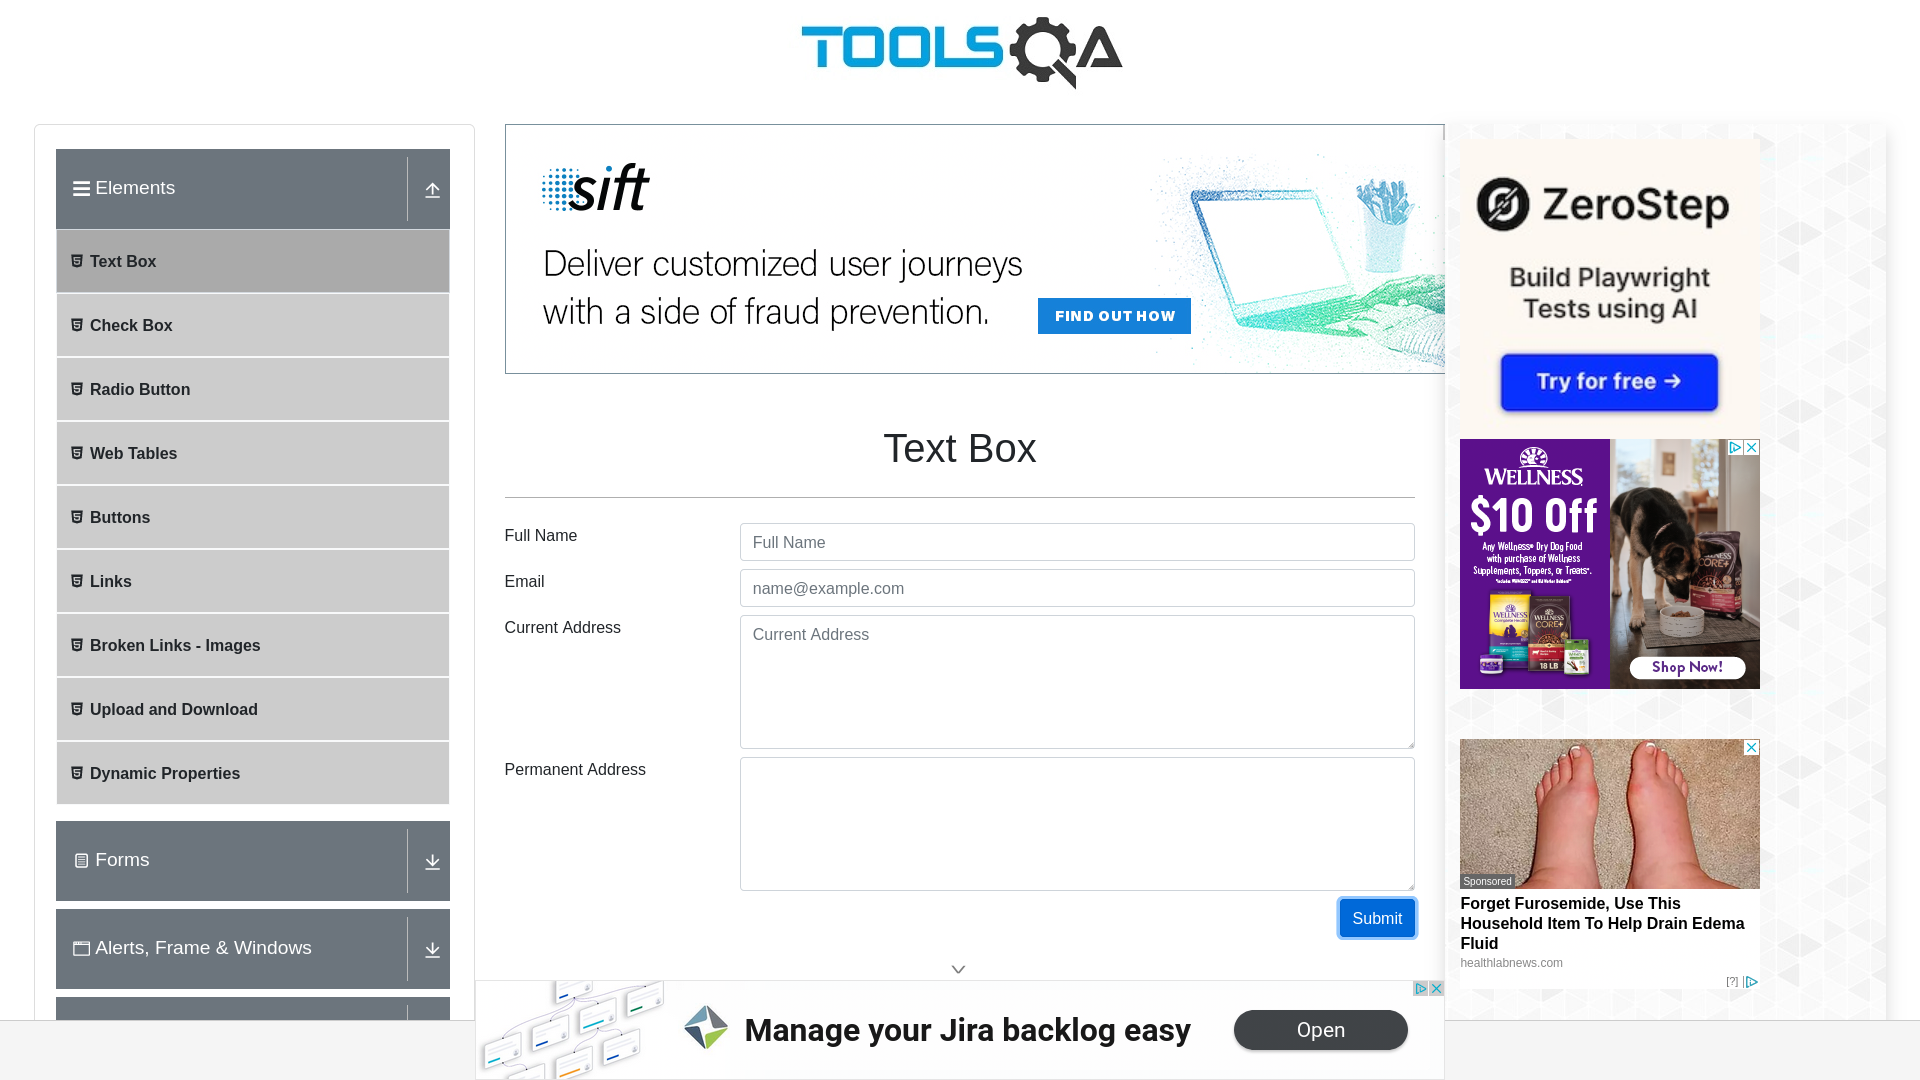 TOOLSQA
Elements
Text Box
Check Box
Radio Button
Web Tables
Buttons
Links
Broken Links - Images
Upload and Download
Dynamic Properties
Forms
Alerts, Frame & Windows
sift
Deliver customized user journeys
with a side of fraud prevention.
FIND OUT HOW
Text Box
Full Name
Full Name
Email
name@example.com
Current Address
Current Address
Permanent Address
Submit
Manage your Jira backlog easy
Open
ZeroStep
Build Playwright
Tests using AI
Try for free →
WELLNESS
$10 Off
Any Wellness® Dry Dog Food
with purchase of Wellness
Supplements, Toppers, or Treats*.
WELLNESS
CORE+
18 LB
Shop Now!
Sponsored
Forget Furosemide, Use This
Household Item To Help Drain Edema
Fluid
healthlabnews.com
[?]